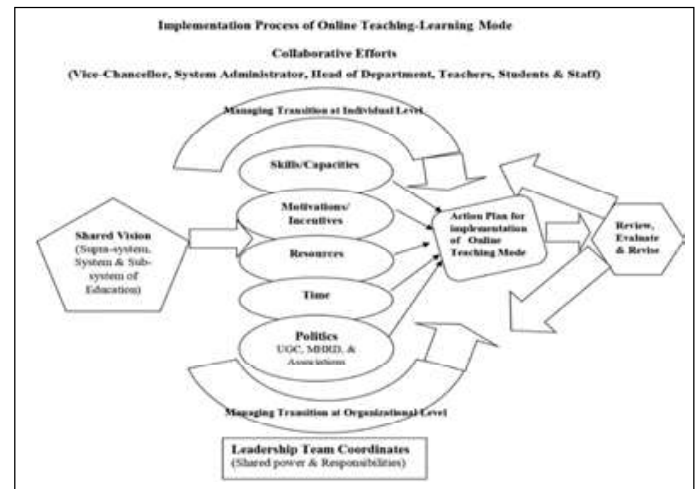 Implementation Process of Online Teaching-Learning Mode
Collaborative Efforts
(Vice-Chancellor, System Administrator, Head of Department, Teachers, Students & Staff)
Managing Transition at Individual Level
Skills/Capacities
Motivations/
Incentives
Resources
Time
Politics
UGC, MHRD, &
Associations
Shared Vision
(Supra-system,
System & Sub-
system of
Education)
Action Plan for
implementation
of Online
Teaching Mode
Review,
Evaluate
& Revise
Managing Transition at Organizational Level
Leadership Team Coordinates
(Shared power & Responsibilities)